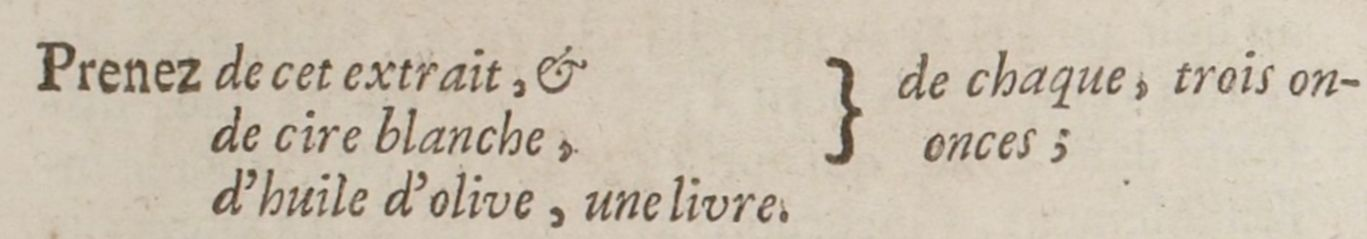 Prenez de cet extrait, & } de chaque, trois on-
de cire blanche, onces ;
d'huile d'olive, une livre.